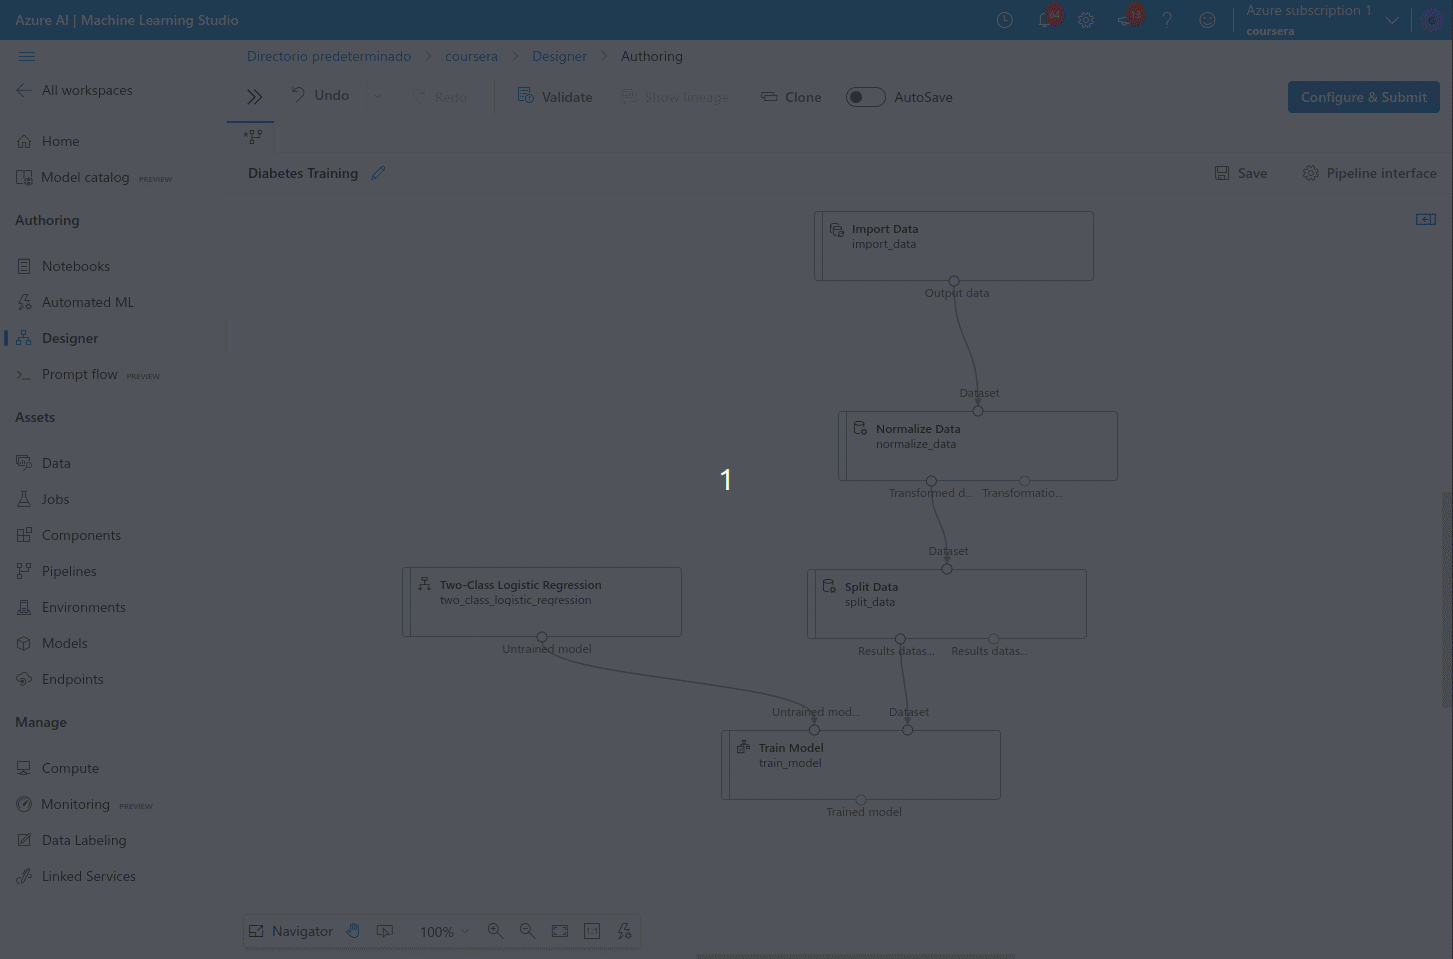 Azure AI | Machine Learning Studio
64
13
Azure subscription 1
coursera
Directorio predeterminado > coursera > Designer > Authoring
All workspaces
Undo
Redo
Validate
Show lineage
Clone
AutoSave
Configure & Submit
Home
Model catalog PREVIEW
Diabetes Training
Save
Pipeline interface
Authoring
Notebooks
Automated ML
Designer
Prompt flow PREVIEW
Assets
Data
Jobs
Components
Pipelines
Environments
Models
Endpoints
Manage
Compute
Monitoring PREVIEW
Data Labeling
Linked Services
Import Data
import_data
Output data
Dataset
Normalize Data
normalize_data
Transformed d...
Transformatio...
1
Dataset
Two-Class Logistic Regression
two_class_logistic_regression
Untrained model
Split Data
split_data
Results datas...
Results datas...
Untrained mod...
Dataset
Train Model
train_model
Trained model
Navigator
100%
1:1